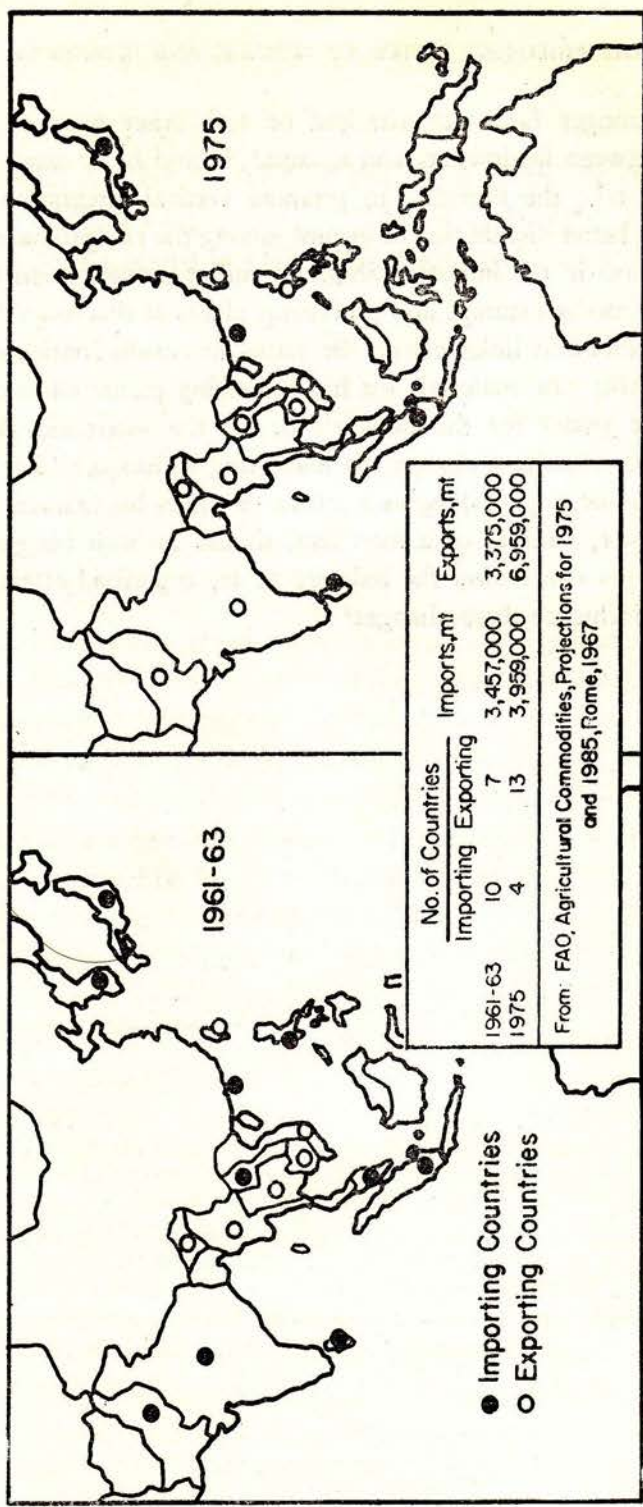 1961-63
1975
● Importing Countries
○ Exporting Countries
No. of Countries
Importing Exporting Imports,mt Exports,mt
1961-63 10 7 3,457,000 3,375,000
1975 4 13 3,959,000 6,959,000
From: FAO, Agricultural Commodities,Projections for 1975
and 1985,Rome,1967